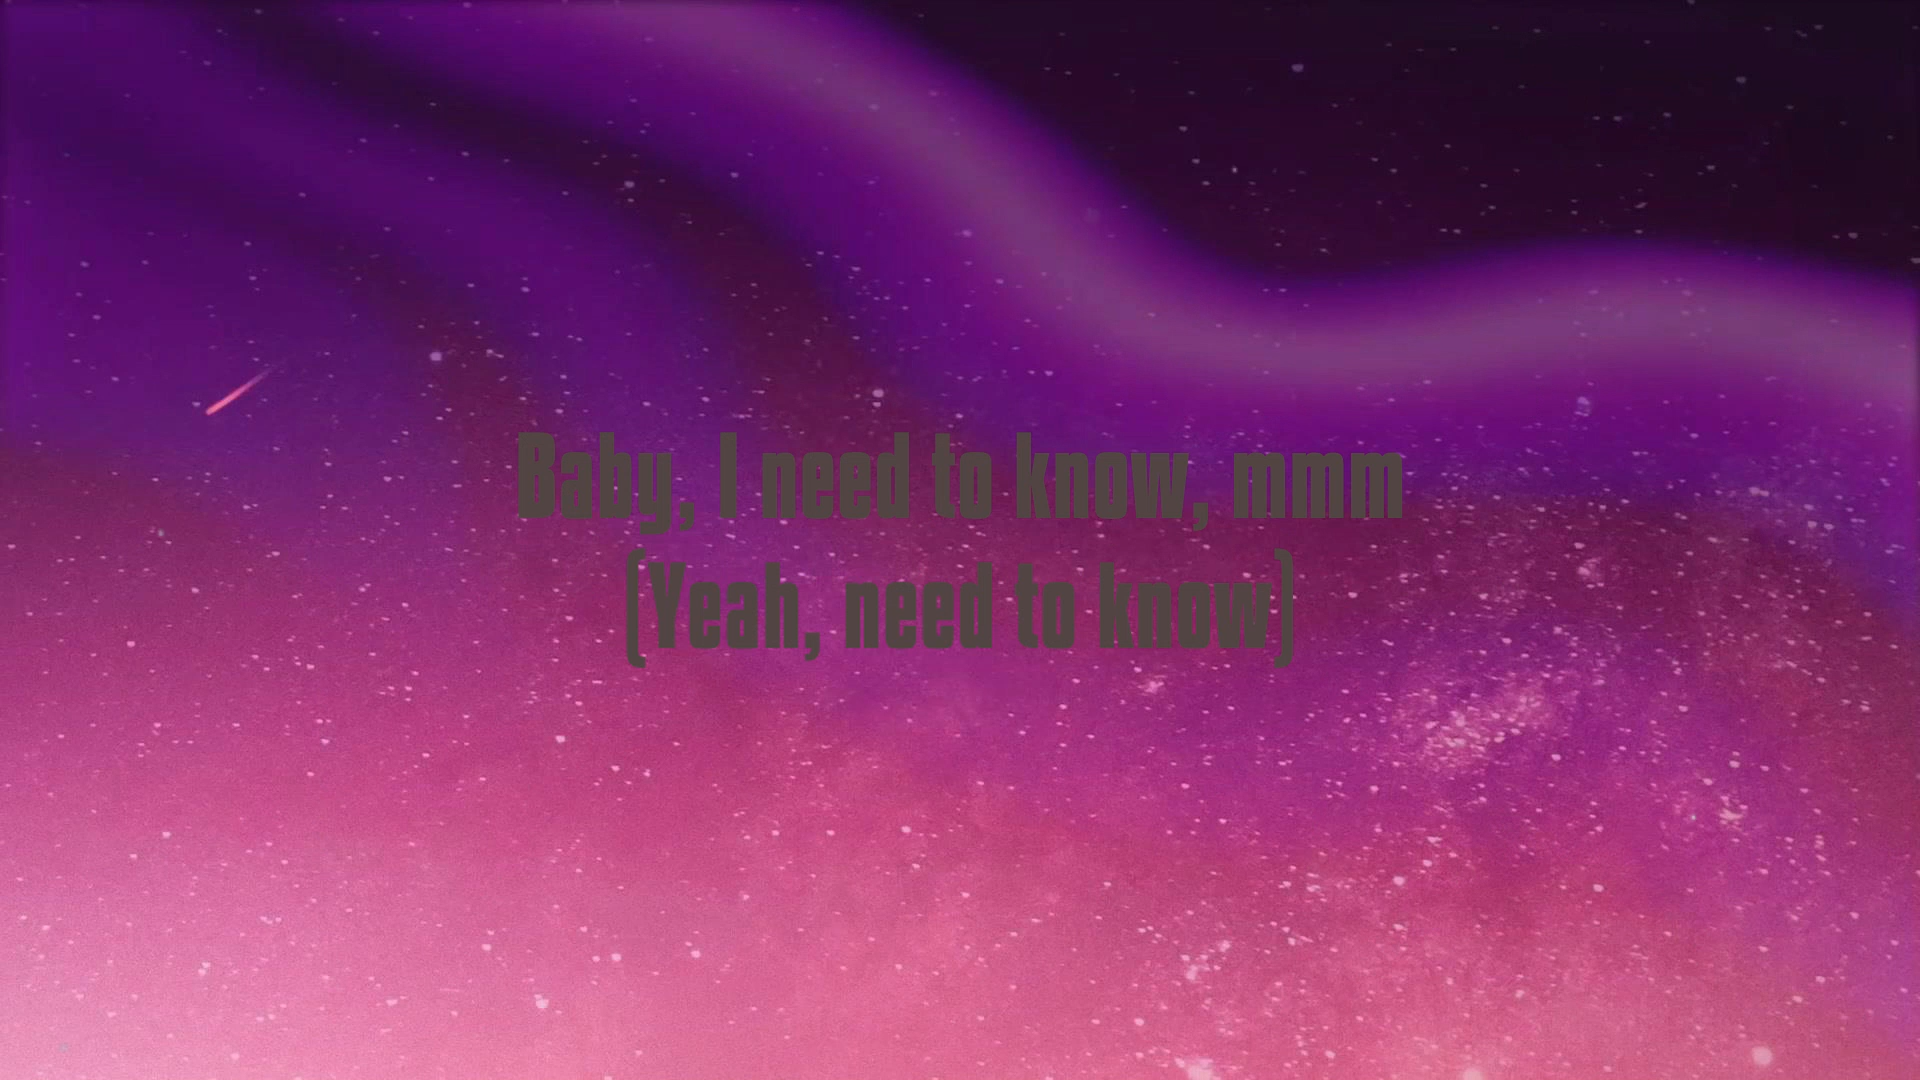 Baby, I need to know, mmm
(Yeah, need to know)